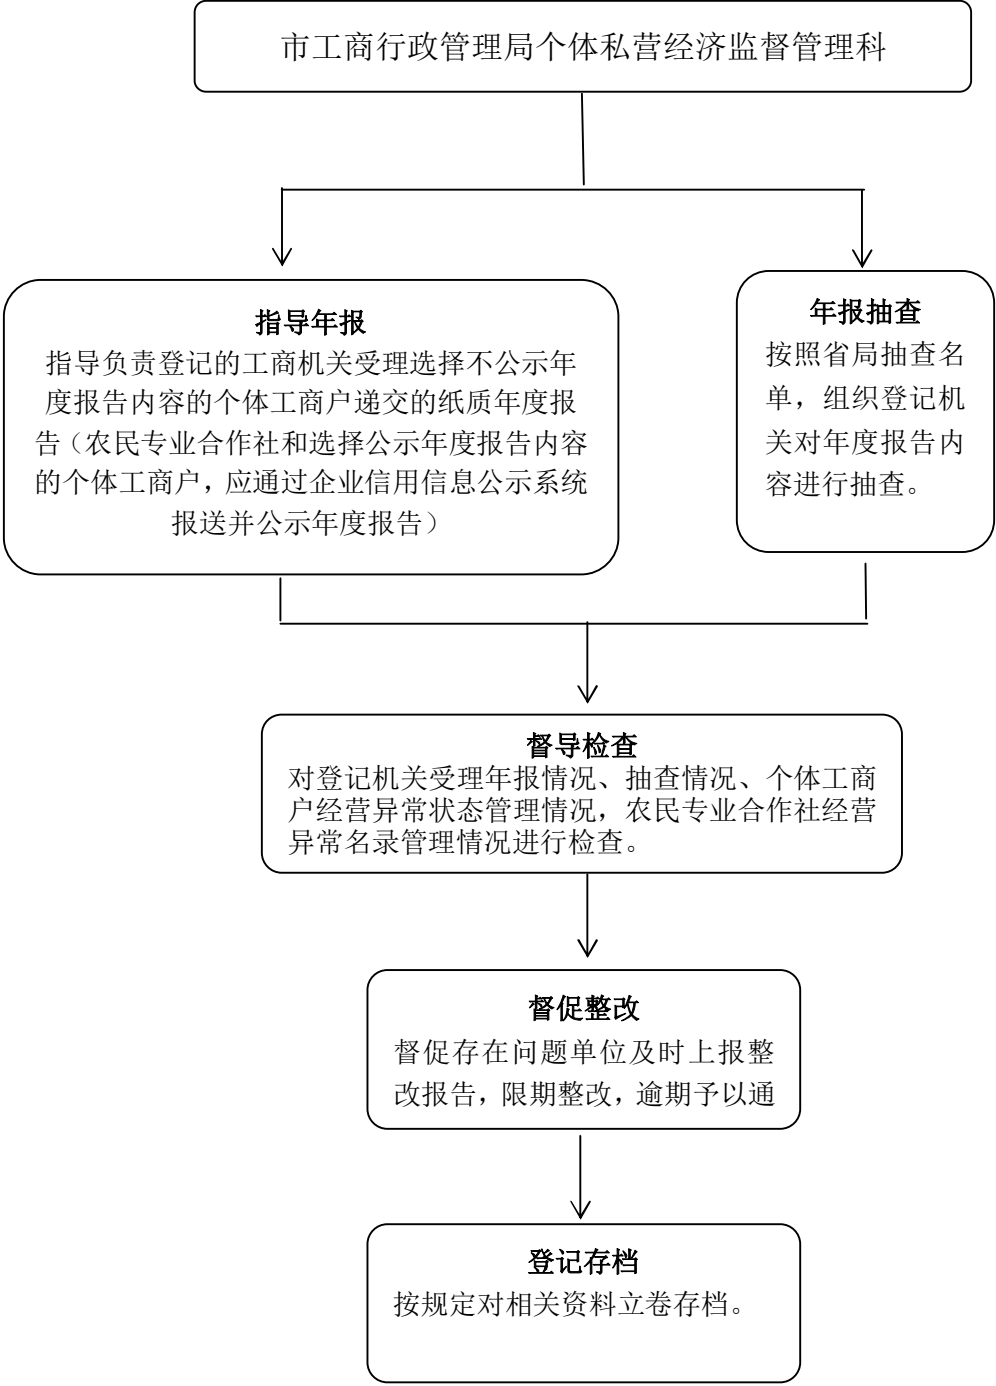 市工商行政管理局个体私营经济监督管理科
指导年报
指导负责登记的工商机关受理选择不公示年
度报告内容的个体工商户递交的纸质年度报
告（农民专业合作社和选择公示年度报告内容
的个体工商户，应通过企业信用信息公示系统
报送并公示年度报告）
年报抽查
按照省局抽查名
单，组织登记机
关对年度报告内
容进行抽查。
督导检查
对登记机关受理年报情况、抽查情况、个体工商
户经营异常状态管理情况，农民专业合作社经营
异常名录管理情况进行检查。
督促整改
督促存在问题单位及时上报整
改报告，限期整改，逾期予以通
登记存档
按规定对相关资料立卷存档。